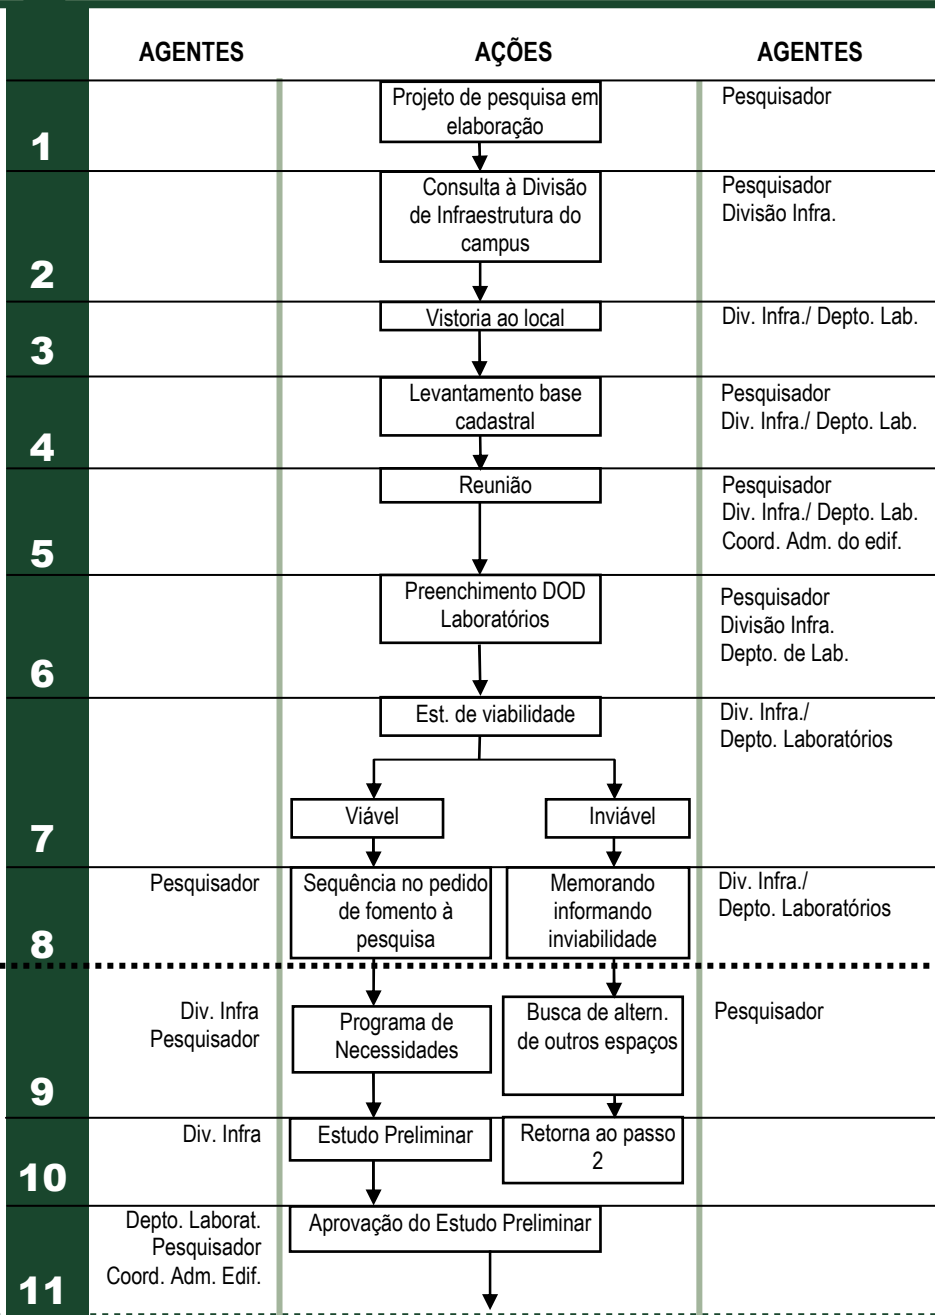 AGENTES
AÇÕES
AGENTES
1
Projeto de pesquisa em
elaboração
Pesquisador
2
Consulta à Divisão
de Infraestrutura do
campus
Pesquisador
Divisão Infra.
3
Vistoria ao local
Div. Infra./ Depto. Lab.
4
Levantamento base
cadastral
Pesquisador
Div. Infra./ Depto. Lab.
5
Reunião
Pesquisador
Div. Infra./ Depto. Lab.
Coord. Adm. do edif.
6
Preenchimento DOD
Laboratórios
Pesquisador
Divisão Infra.
Depto. de Lab.
7
Est. de viabilidade
Div. Infra./
Depto. Laboratórios
Viável
Inviável
8
Pesquisador
Sequência no pedido
de fomento à
pesquisa
Memorando
informando
inviabilidade
Div. Infra./
Depto. Laboratórios
9
Div. Infra
Pesquisador
Programa de
Necessidades
Busca de altern.
de outros espaços
Pesquisador
10
Div. Infra
Estudo Preliminar
Retorna ao passo
2
11
Depto. Laborat.
Pesquisador
Coord. Adm. Edif.
Aprovação do Estudo Preliminar